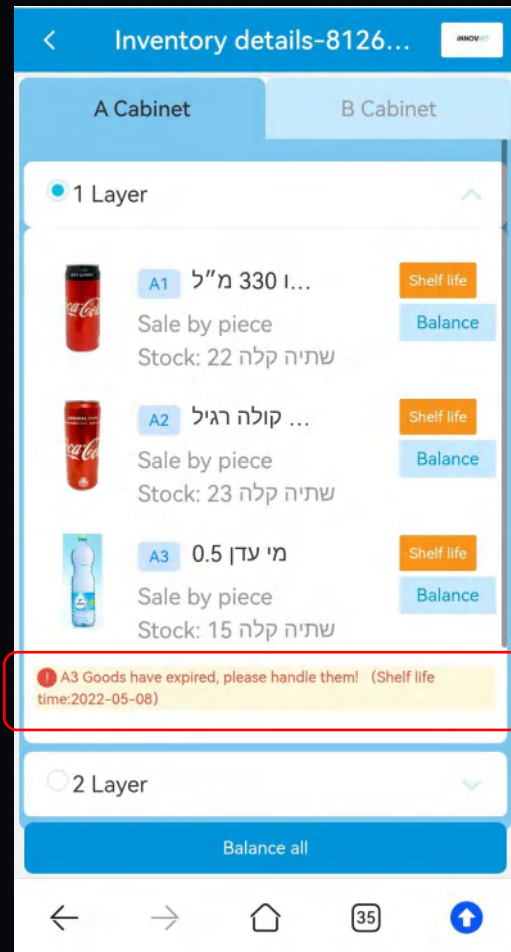 Inventory details-8126...
INNOV
A Cabinet
B Cabinet
1 Layer
A1 ו 330 מ״ל...
Shelf life
Sale by piece
Balance
Stock: 22 שתיה קלה
A2 קולה רגיל ...
Shelf life
Sale by piece
Balance
Stock: 23 שתיה קלה
A3 מי עדן 0.5
Shelf life
Sale by piece
Balance
Stock: 15 שתיה קלה
A3 Goods have expired, please handle them! (Shelf life
time:2022-05-08)
2 Layer
Balance all
35